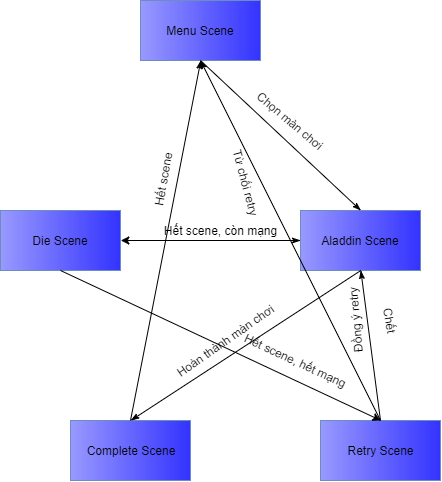 Menu Scene
Chọn màn chơi
Hết scene
Từ chối retry
Die Scene
Hết scene, còn mạng
Aladdin Scene
Hoàn thành màn chơi
Hết scene, hết mạng
Đồng ý retry
Chết
Complete Scene
Retry Scene